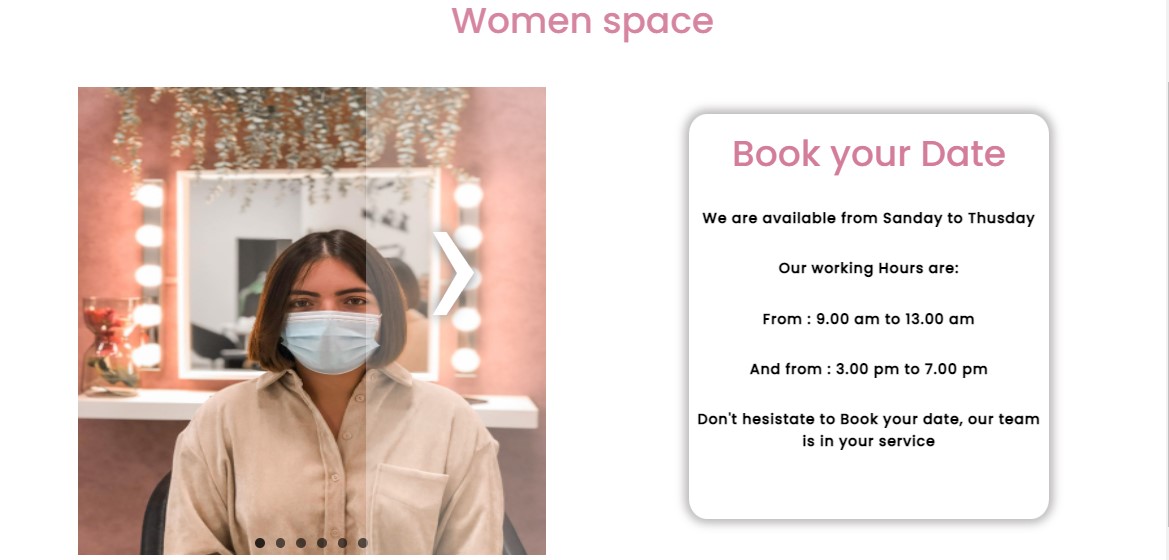 Women space
Book your Date
We are available from Sanday to Thusday
Our working Hours are:
From : 9.00 am to 13.00 am
And from : 3.00 pm to 7.00 pm
Don't hesistate to Book your date, our team
is in your service